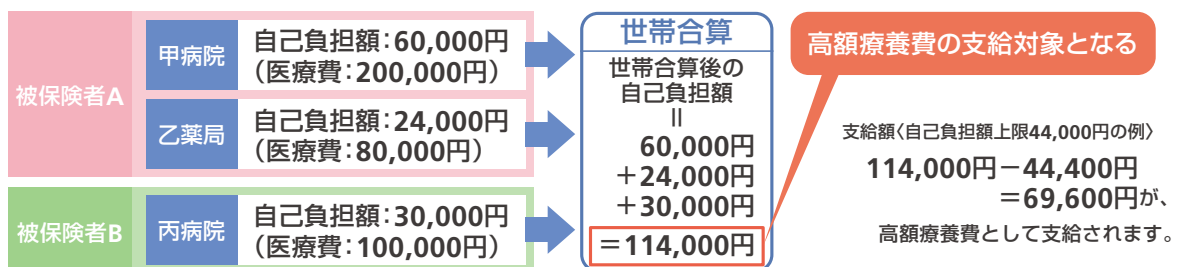 被保険者A
甲病院
自己負担額：60,000円
（医療費：200,000円）
乙薬局
自己負担額：24,000円
（医療費：80,000円）
被保険者B
丙病院
自己負担額：30,000円
（医療費：100,000円）
世帯合算
世帯合算後の
自己負担額
＝
60,000円
＋24,000円
＋30,000円
＝114,000円
高額療養費の支給対象となる
支給額〈自己負担額上限44,000円の例〉
114,000円－44,400円
＝69,600円が、
高額療養費として支給されます。